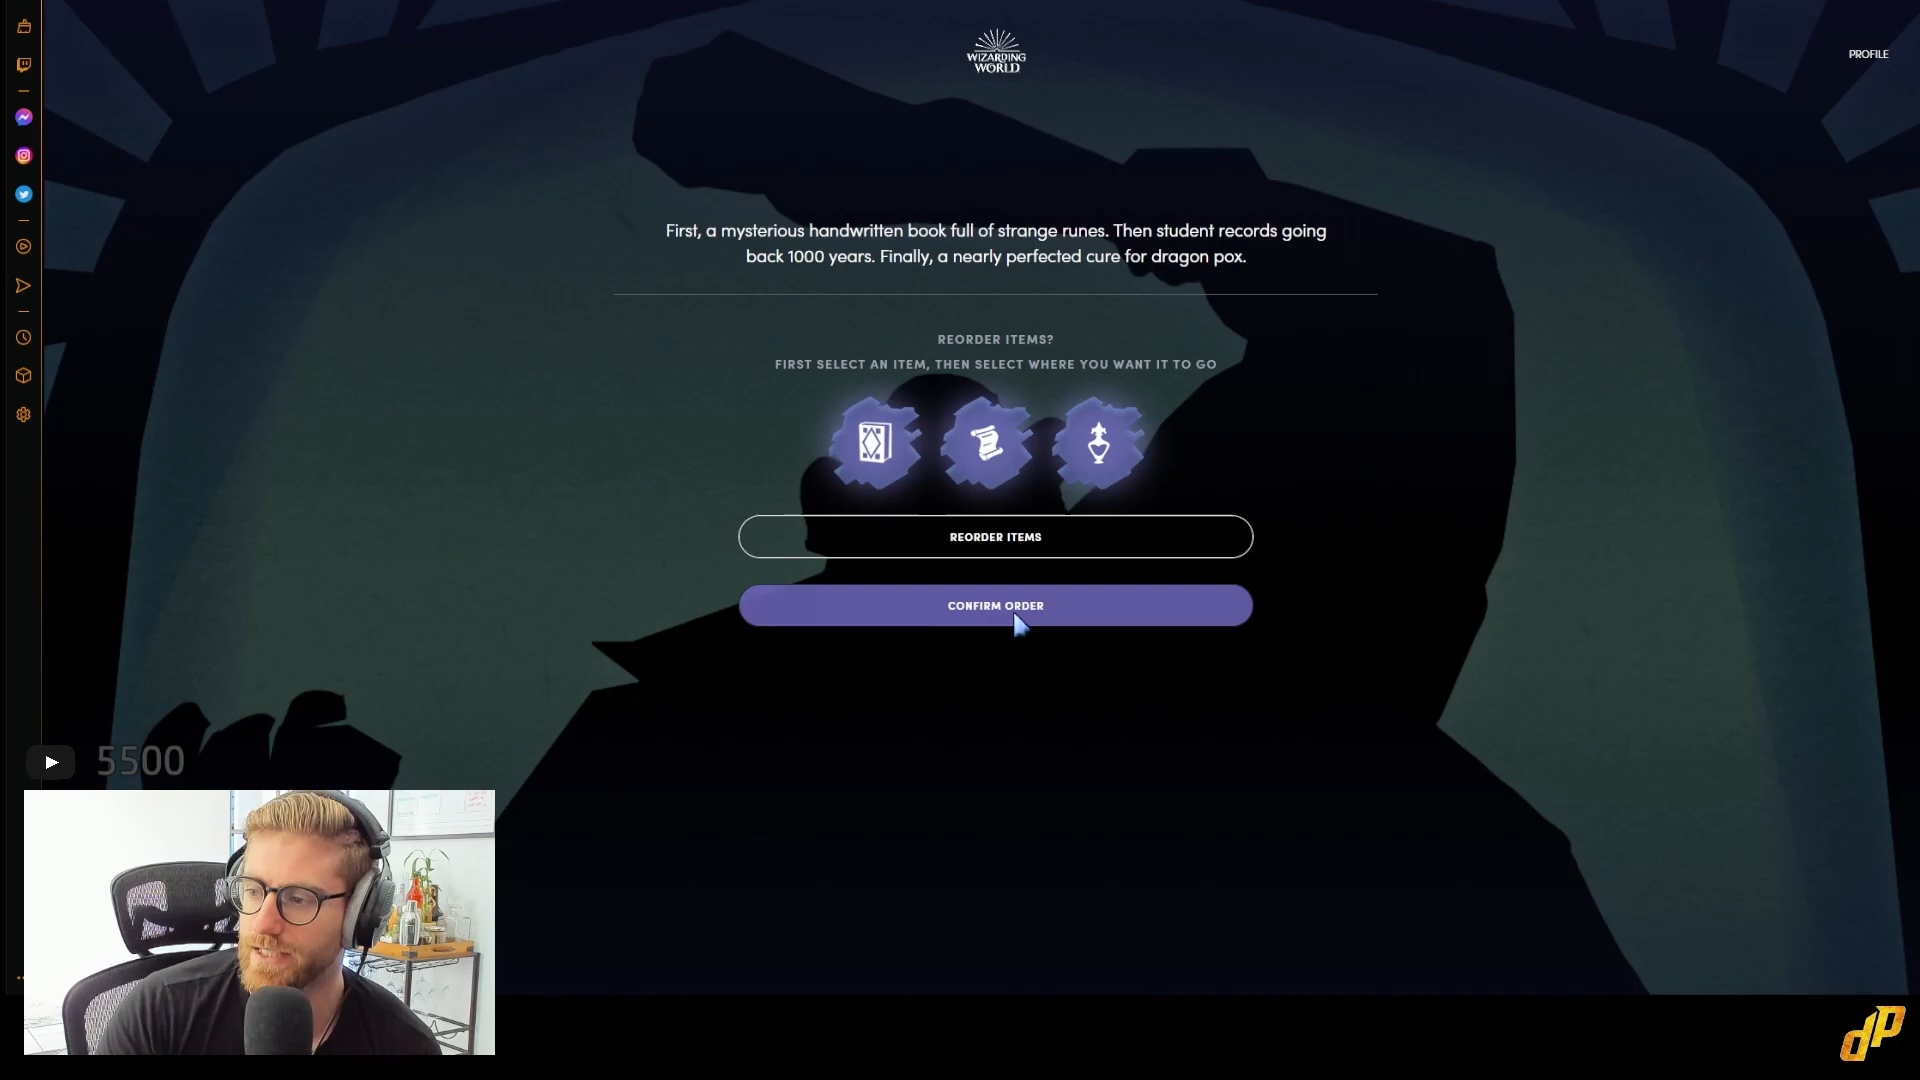 WIZARDING
WORLD
PROFILE
First, a mysterious handwritten book full of strange runes. Then student records going
back 1000 years. Finally, a nearly perfected cure for dragon pox.
REORDER ITEMS?
FIRST SELECT AN ITEM, THEN SELECT WHERE YOU WANT IT TO GO
REORDER ITEMS
CONFIRM ORDER
5500
dP